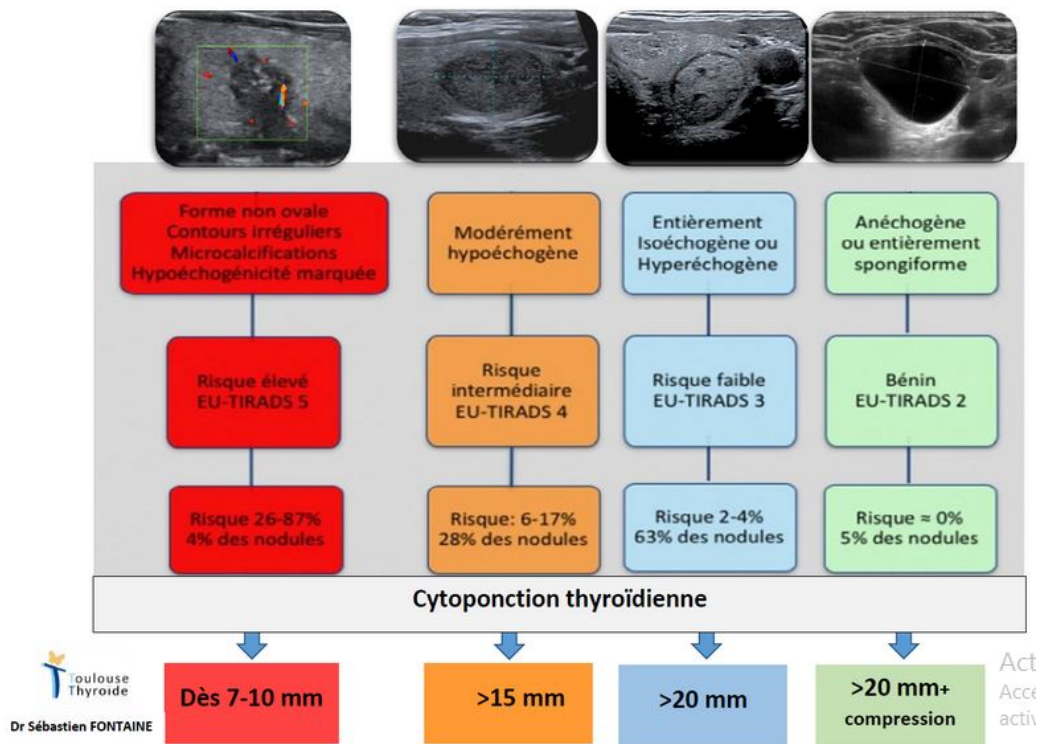 Forme non ovale
Contours irréguliers
Microcalcifications
Hypoéchogénicité marquée
Modérément
hypoéchogène
Entièrement
Isoéchogène ou
Hyperéchogène
Anéchogène
ou entièrement
spongiforme
Risque élevé
EU-TIRADS 5
Risque
intermédiaire
EU-TIRADS 4
Risque faible
EU-TIRADS 3
Bénin
EU-TIRADS 2
Risque 26-87%
4% des nodules
Risque: 6-17%
28% des nodules
Risque 2-4%
63% des nodules
Risque ≈ 0%
5% des nodules
Cytoponction thyroïdienne
Toulouse
Thyroide
Dr Sébastien FONTAINE
Dès 7-10 mm
>15 mm
>20 mm
>20 mm+
compression
Act
Accé
activ